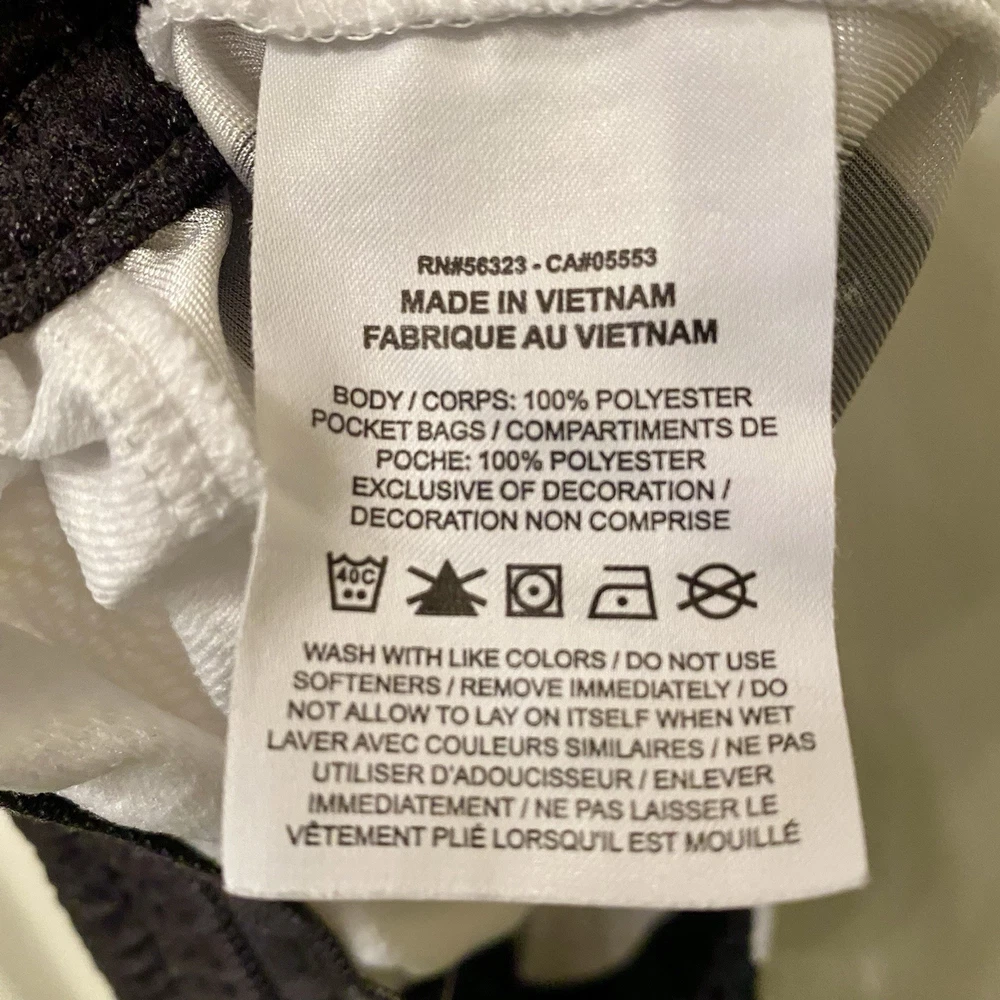 RN#56323 - CA#05553
MADE IN VIETNAM
FABRIQUE AU VIETNAM
BODY / CORPS: 100% POLYESTER
POCKET BAGS / COMPARTIMENTS DE
POCHE: 100% POLYESTER
EXCLUSIVE OF DECORATION /
DECORATION NON COMPRISE
40C
WASH WITH LIKE COLORS / DO NOT USE
SOFTENERS / REMOVE IMMEDIATELY / DO
NOT ALLOW TO LAY ON ITSELF WHEN WET
LAVER AVEC COULEURS SIMILAIRES / NE PAS
UTILISER D'ADOUCISSEUR / ENLEVER
IMMEDIATEMENT / NE PAS LAISSER LE
VÊTEMENT PLIÉ LORSQU'IL EST MOUILLÉ